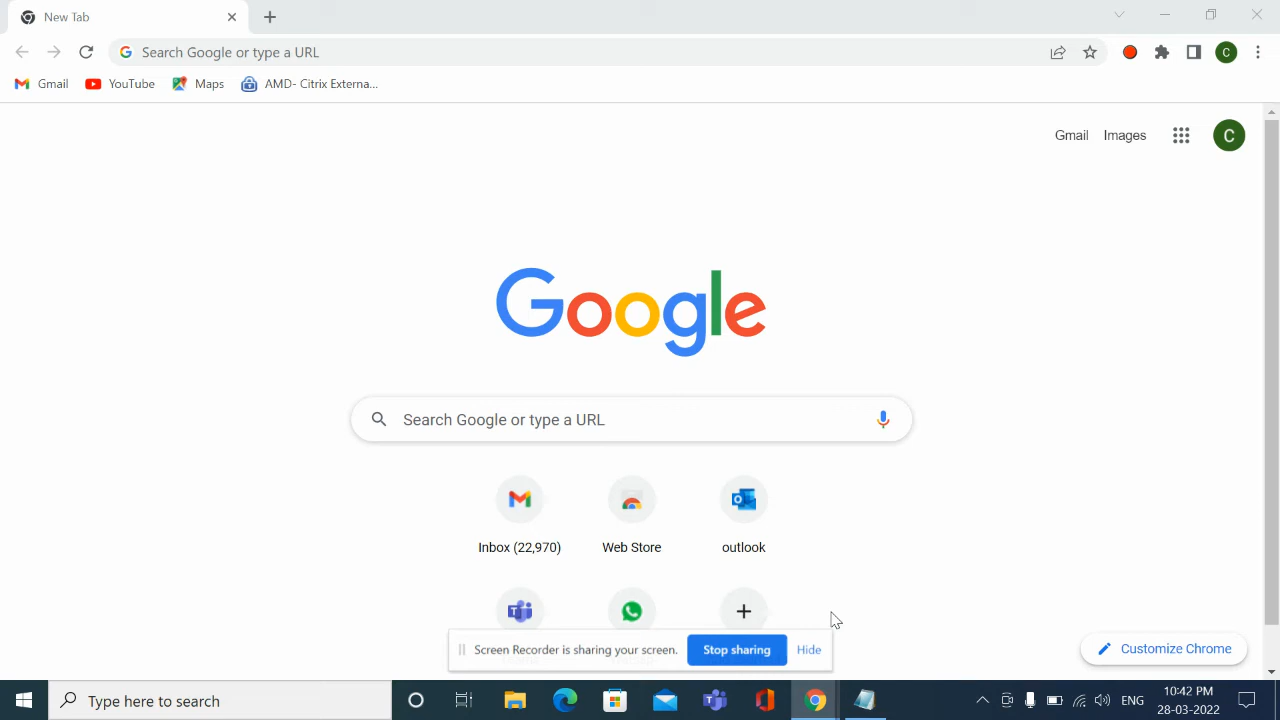 New Tab
Search Google or type a URL
C
Gmail
YouTube
Maps
AMD- Citrix Externa...
Gmail
Images
C
Google
Search Google or type a URL
Inbox (22,970)
Web Store
outlook
Screen Recorder is sharing your screen.
Stop sharing
Hide
Customize Chrome
Type here to search
ENG
10:42 PM
28-03-2022